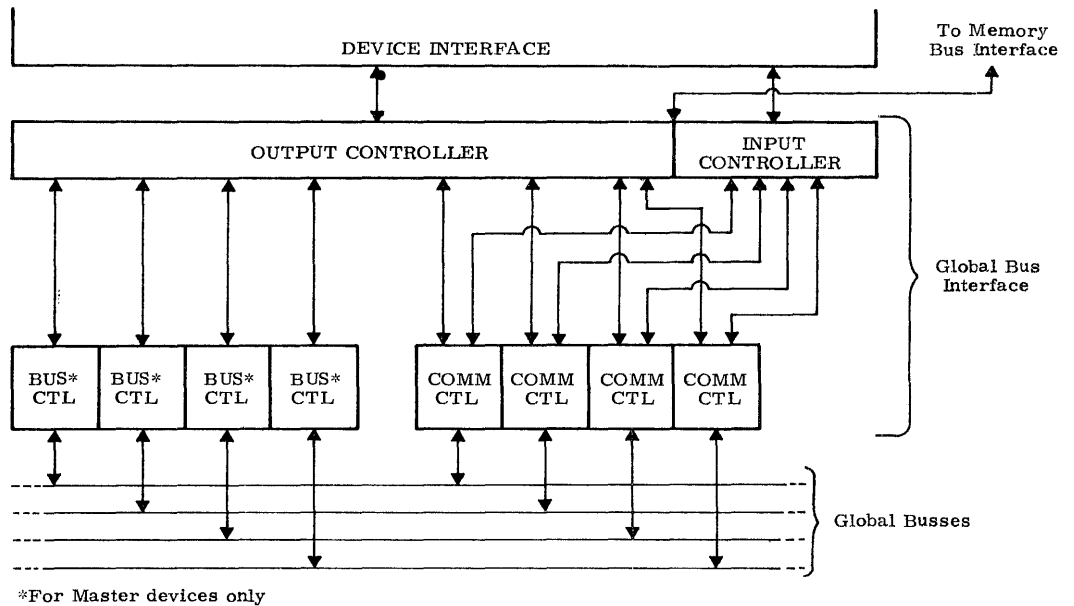 DEVICE INTERFACE
To Memory
Bus Interface
OUTPUT CONTROLLER
INPUT
CONTROLLER
Global Bus
Interface
BUS*
CTL
BUS*
CTL
BUS*
CTL
BUS*
CTL
COMM
CTL
COMM
CTL
COMM
CTL
COMM
CTL
Global Busses
*For Master devices only